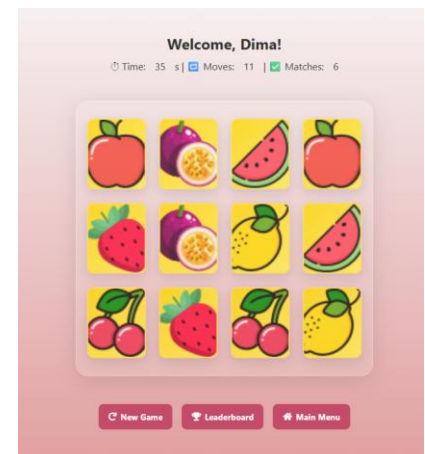 Welcome, Dima!
Time: 35 s | Moves: 11 | Matches: 6
New Game Leaderboard Main Menu